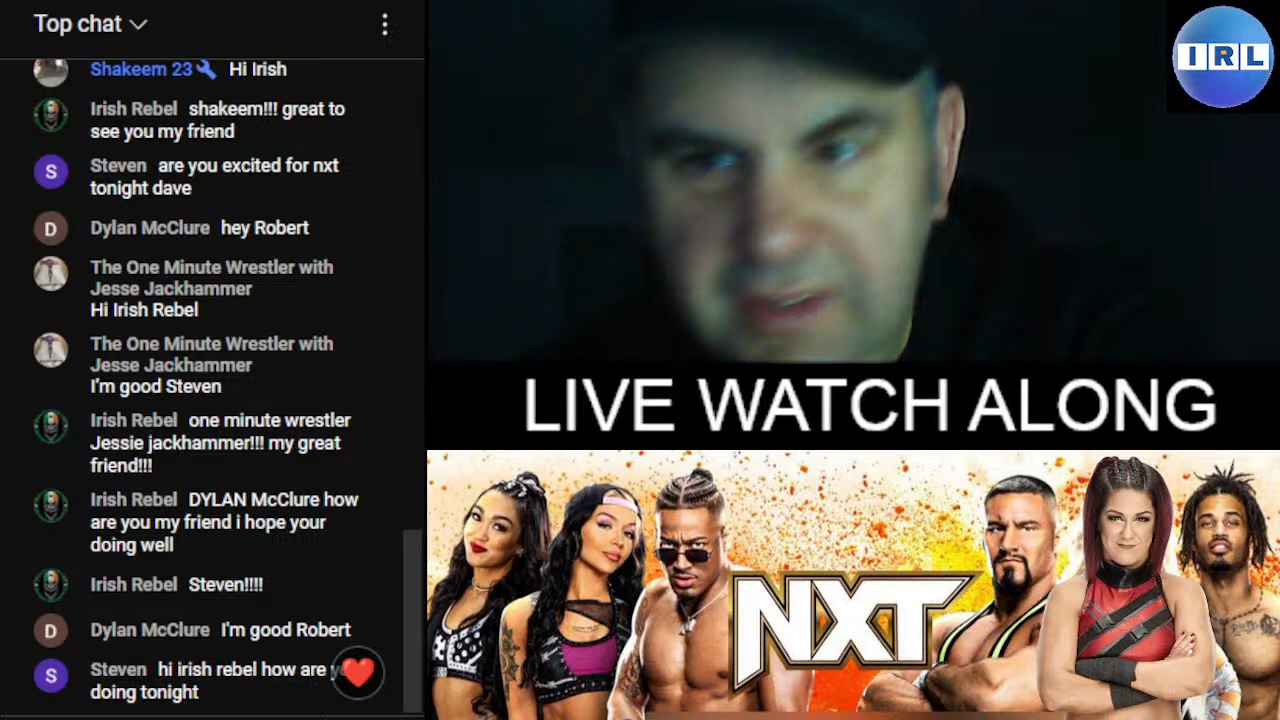 Top chat
Shakeem 23 Hi Irish
Irish Rebel shakeem!!! great to
see you my friend
S
Steven are you excited for nxt
tonight dave
D
Dylan McClure hey Robert
The One Minute Wrestler with
Jesse Jackhammer
Hi Irish Rebel
The One Minute Wrestler with
Jesse Jackhammer
I'm good Steven
Irish Rebel one minute wrestler
Jessie jackhammer!!! my great
friend!!!
Irish Rebel DYLAN McClure how
are you my friend i hope your
doing well
Irish Rebel Steven!!!!
D
Dylan McClure I'm good Robert
S
Steven hi irish rebel how are
doing tonight
IRL
LIVE WATCH ALONG
NXT